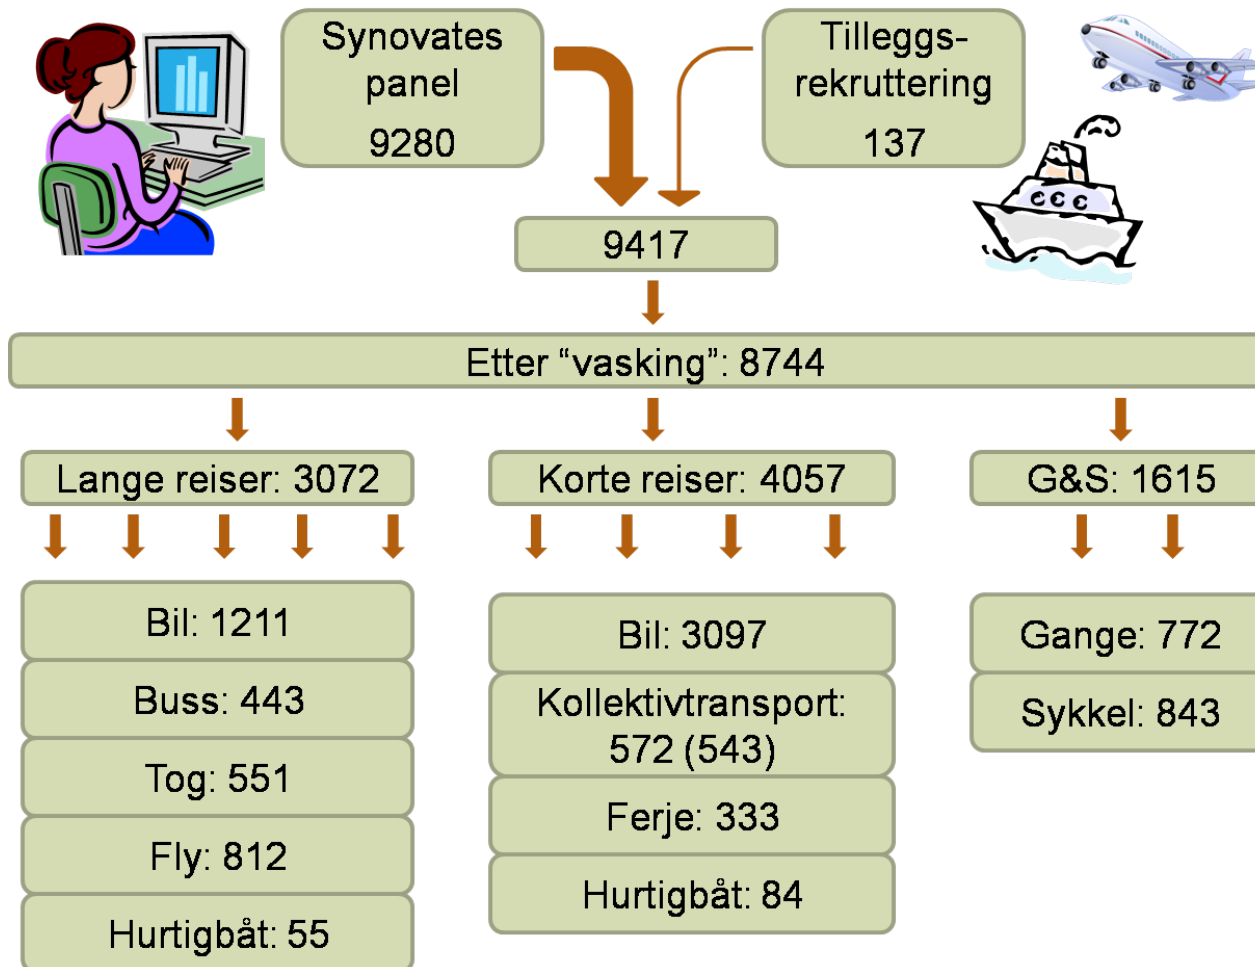 Synovates
panel
9280
Tilleggs-
rekruttering
137
9417
Etter “vasking”: 8744
Lange reiser: 3072
Korte reiser: 4057
G&S: 1615
Bil: 1211
Buss: 443
Tog: 551
Fly: 812
Hurtigbåt: 55
Bil: 3097
Kollektivtransport:
572 (543)
Ferje: 333
Hurtigbåt: 84
Gange: 772
Sykkel: 843